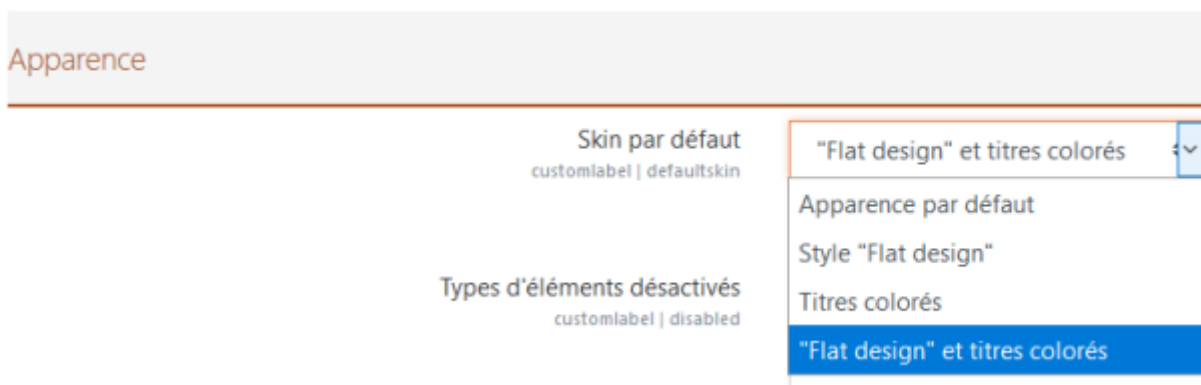 Apparence
Skin par défaut
customlabel | defaultskin
"Flat design" et titres colorés
Apparence par défaut
Style "Flat design"
Titres colorés
"Flat design" et titres colorés
Types d'éléments désactivés
customlabel | disabled